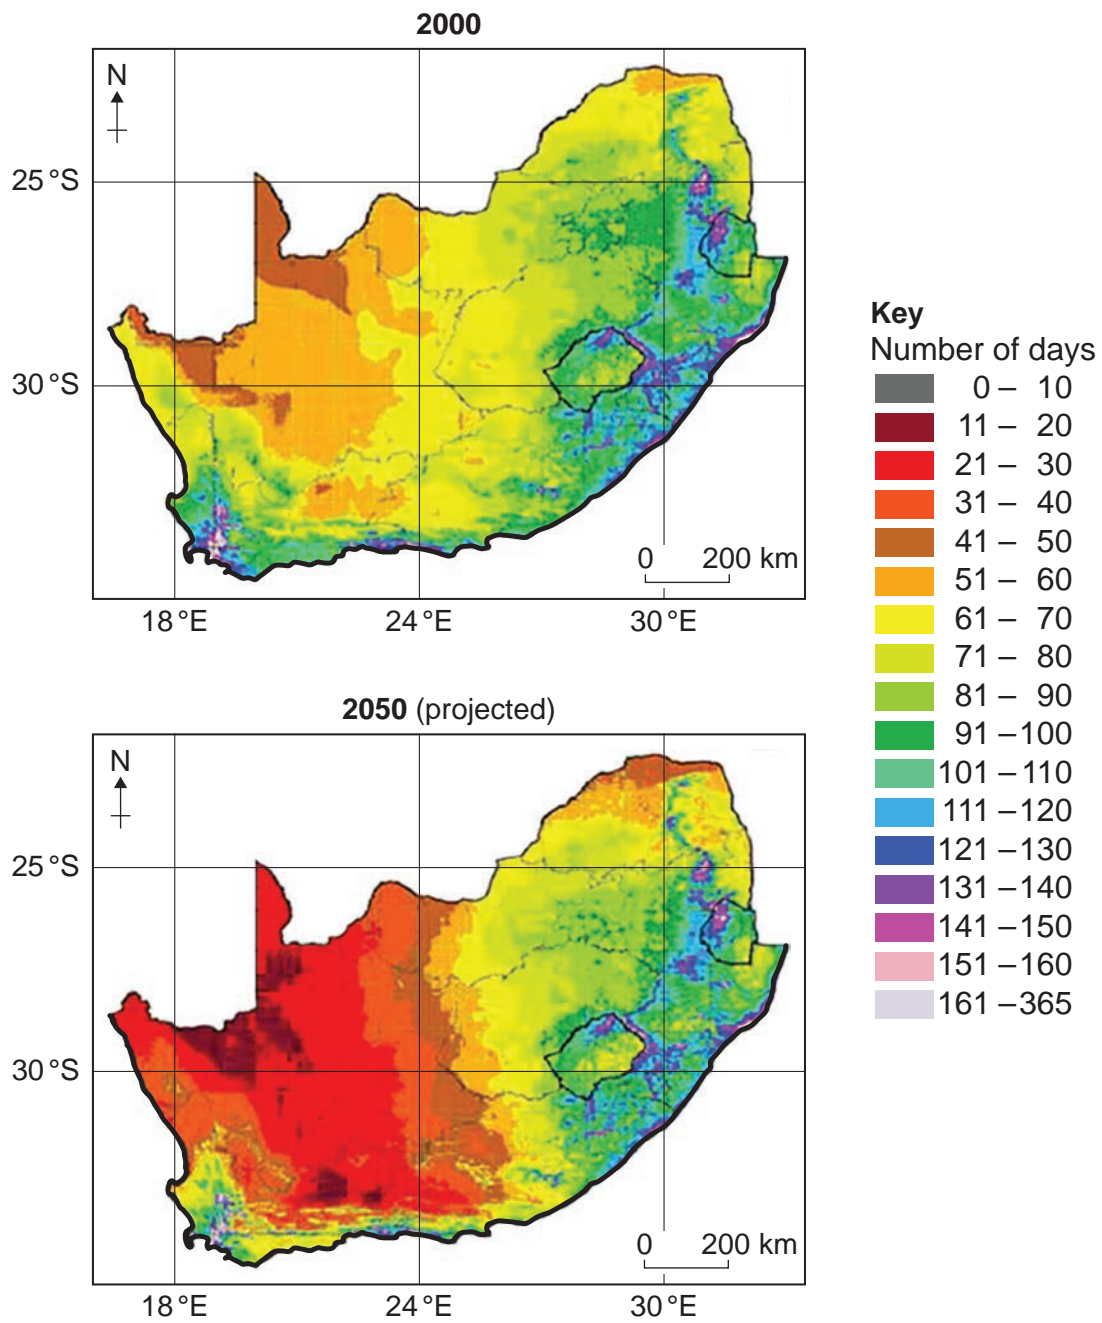 2000
N
25 °S
30 °S
0 200 km
18 °E 24 °E 30 °E
Key
Number of days
0 – 10
11 – 20
21 – 30
31 – 40
41 – 50
51 – 60
61 – 70
71 – 80
81 – 90
91 – 100
101 – 110
111 – 120
121 – 130
131 – 140
141 – 150
151 – 160
161 – 365
2050 (projected)
N
25 °S
30 °S
0 200 km
18 °E 24 °E 30 °E